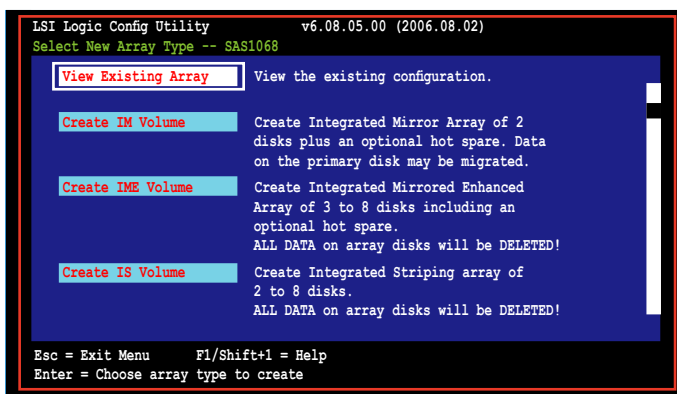 LSI Logic Config Utility v6.08.05.00 (2006.08.02)
Select New Array Type -- SAS1068
View Existing Array View the existing configuration.
Create IM Volume Create Integrated Mirror Array of 2
disks plus an optional hot spare. Data
on the primary disk may be migrated.
Create IME Volume Create Integrated Mirrored Enhanced
Array of 3 to 8 disks including an
optional hot spare.
ALL DATA on array disks will be DELETED!
Create IS Volume Create Integrated Striping array of
2 to 8 disks.
ALL DATA on array disks will be DELETED!
Esc = Exit Menu F1/Shift+1 = Help
Enter = Choose array type to create